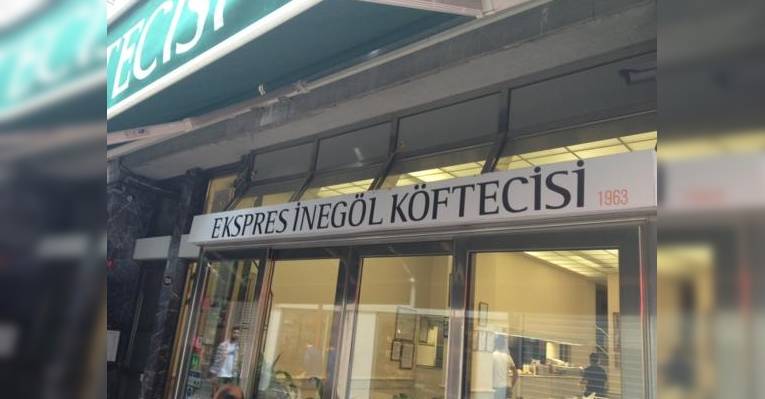 TECİSİ
EKSPRES İNEGÖL KÖFTECİSİ 1963